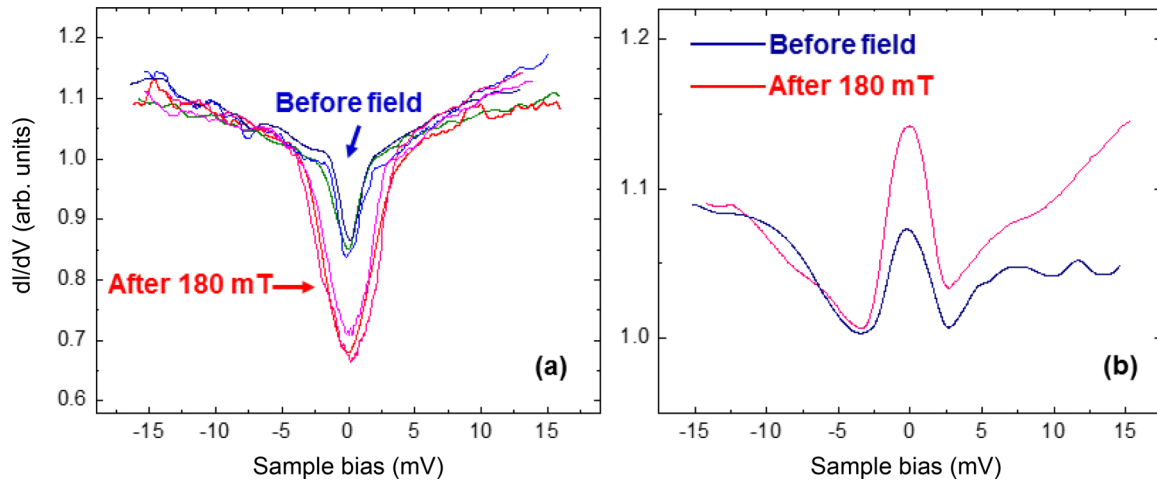 dI/dV (arb. units)
1.2
1.1
1.0
0.9
0.8
0.7
0.6
Before field
After 180 mT
(a)
-15 -10 -5 0 5 10 15
Sample bias (mV)
1.2
1.1
1.0
Before field
After 180 mT
(b)
-15 -10 -5 0 5 10 15
Sample bias (mV)